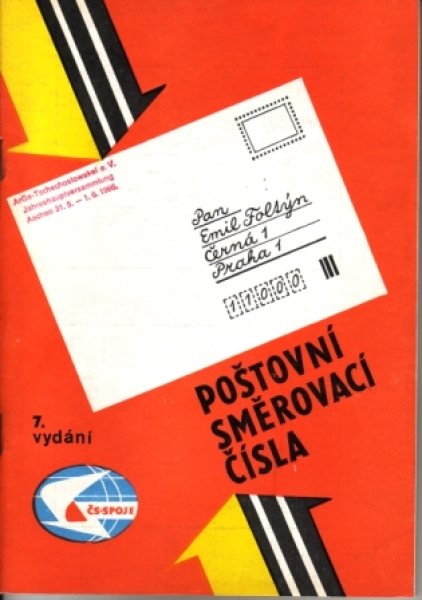 ArGe-Tschechoslowakei e. V.
Jahreshauptversammlung
Aachen 31. 5. – 1. 6. 1986.
Pan
Emil Foltýn
Černá 1
Praha 1
11000
POŠTOVNÍ
SMĚROVACÍ
ČÍSLA
7.
vydání
ČS-SPOJE